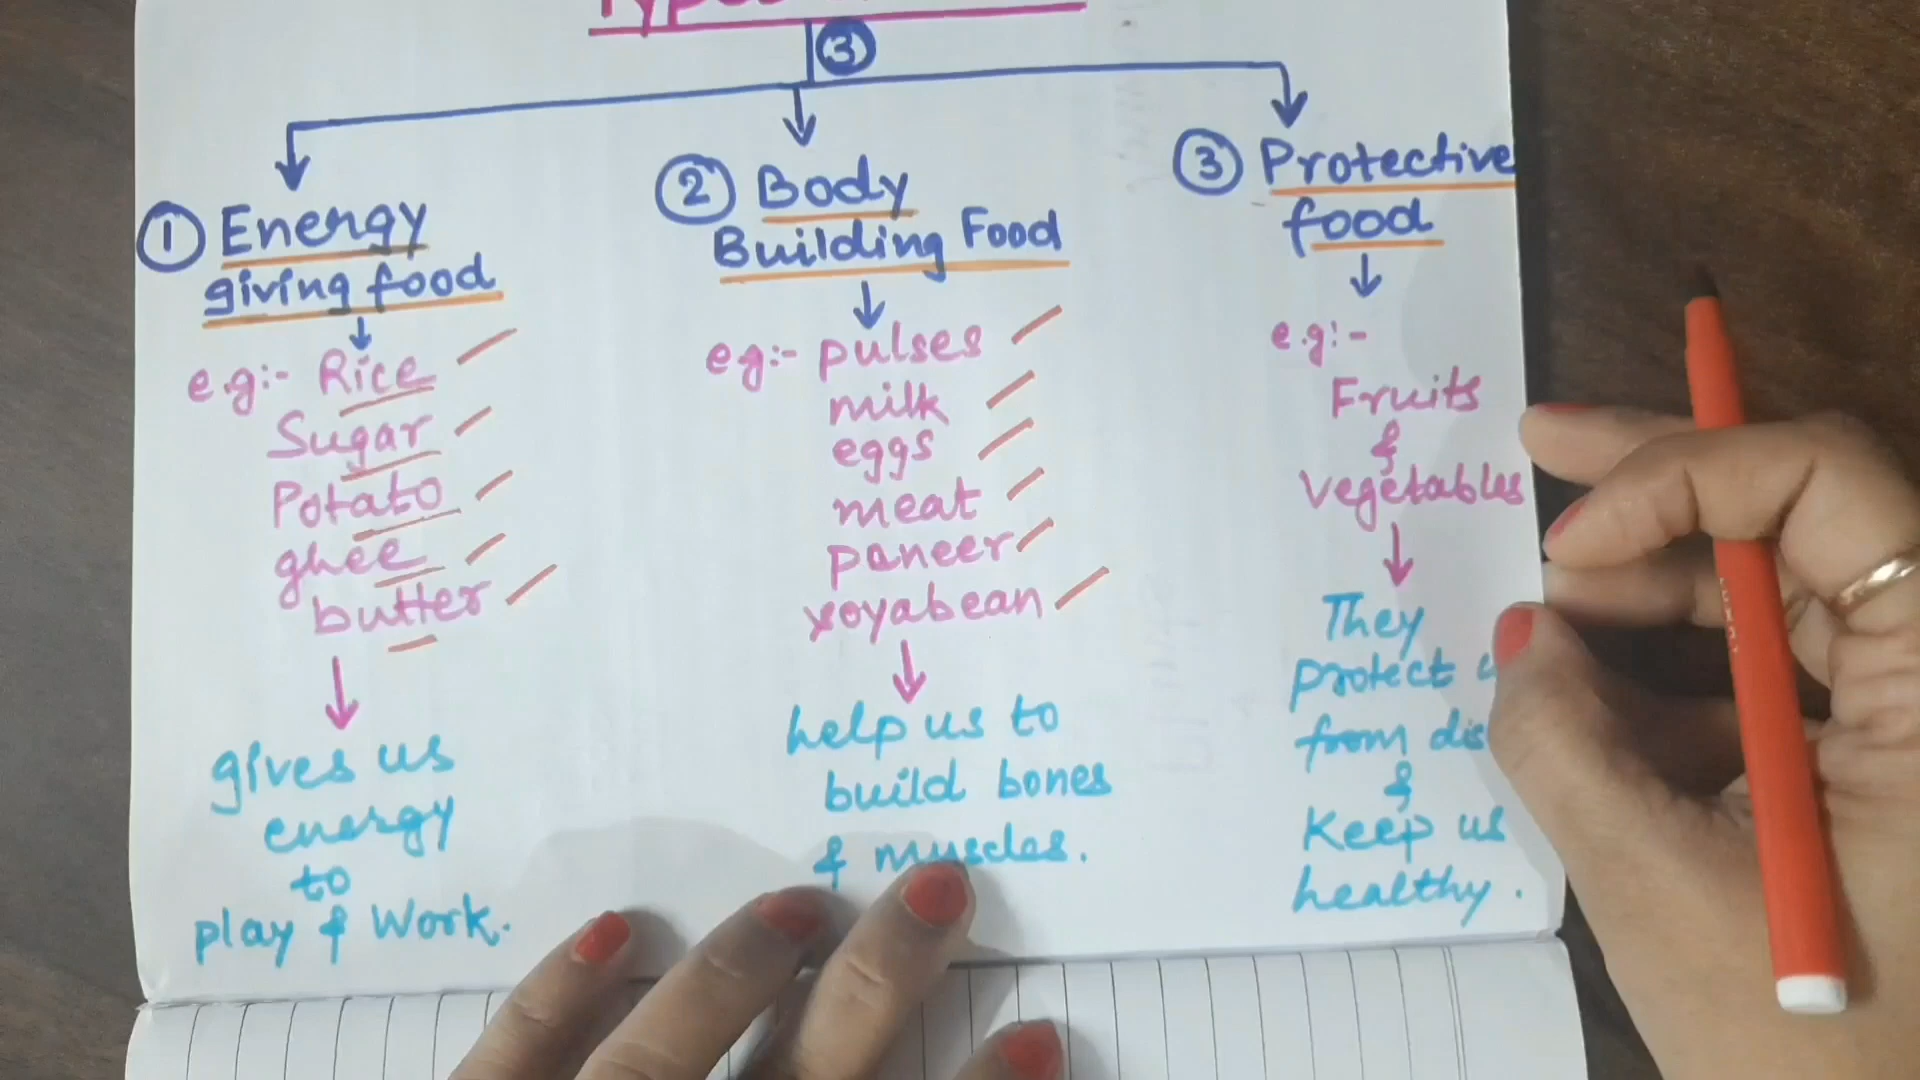 Types
3
1 Energy
giving food
e.g:- Rice
Sugar
Potato
ghee
butter
gives us
energy
to
play & Work.
2 Body
Building Food
eg:- pulses
milk
eggs
meat
paneer
soyabean
help us to
build bones
& muscles.
3 Protective
food
e.g:-
Fruits
&
Vegetables
They
protect
from
&
Keep us
healthy.